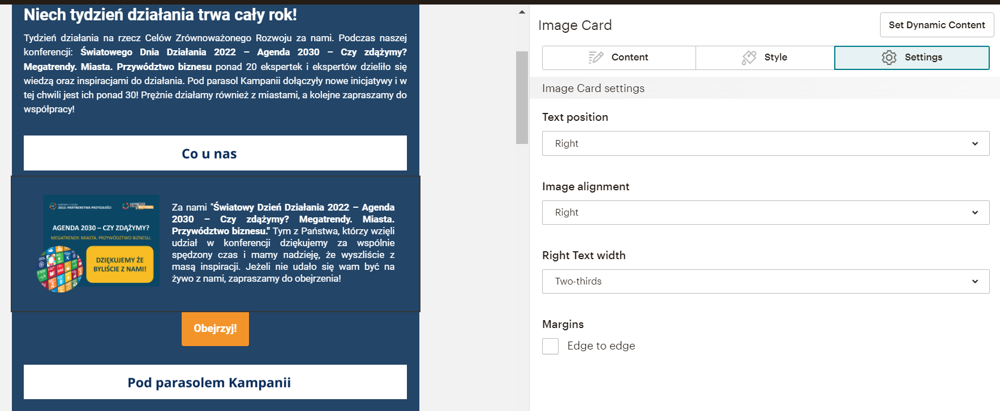 Niech tydzień działania trwa cały rok!
Tydzień działania na rzecz Celów Zrównoważonego Rozwoju za nami. Podczas naszej
konferencji: Światowego Dnia Działania 2022 – Agenda 2030 – Czy zdążymy?
Megatrendy. Miasta. Przywództwo biznesu ponad 20 ekspertek i ekspertów dzieliło się
wiedzą oraz inspiracjami do działania. Pod parasol Kampanii dołączyły nowe inicjatywy i w
tej chwili jest ich ponad 30! Prężnie działamy również z miastami, a kolejne zapraszamy do
współpracy!
Co u nas
2022: PARTNERSTWA PRZYSZŁOŚCI
AGENDA 2030 – CZY ZDĄŻYMY?
MEGATRENDY. MIASTA. PRZYWÓDZTWO BIZNESU.
DZIĘKUJEMY ŻE
BYLIŚCIE Z NAMI!
Za nami "Światowy Dzień Działania 2022 – Agenda
2030 – Czy zdążymy? Megatrendy. Miasta.
Przywództwo biznesu." Tym z Państwa, którzy wzięli
udział w konferencji dziękujemy za wspólnie
spędzony czas i mamy nadzieję, że wyszliście z
masą inspiracji. Jeżeli nie udało się wam być na
żywo z nami, zapraszamy do obejrzenia!
Obejrzyj!
Pod parasolem Kampanii
Image Card
Set Dynamic Content
Content
Style
Settings
Image Card settings
Text position
Right
Image alignment
Right
Right Text width
Two-thirds
Margins
Edge to edge